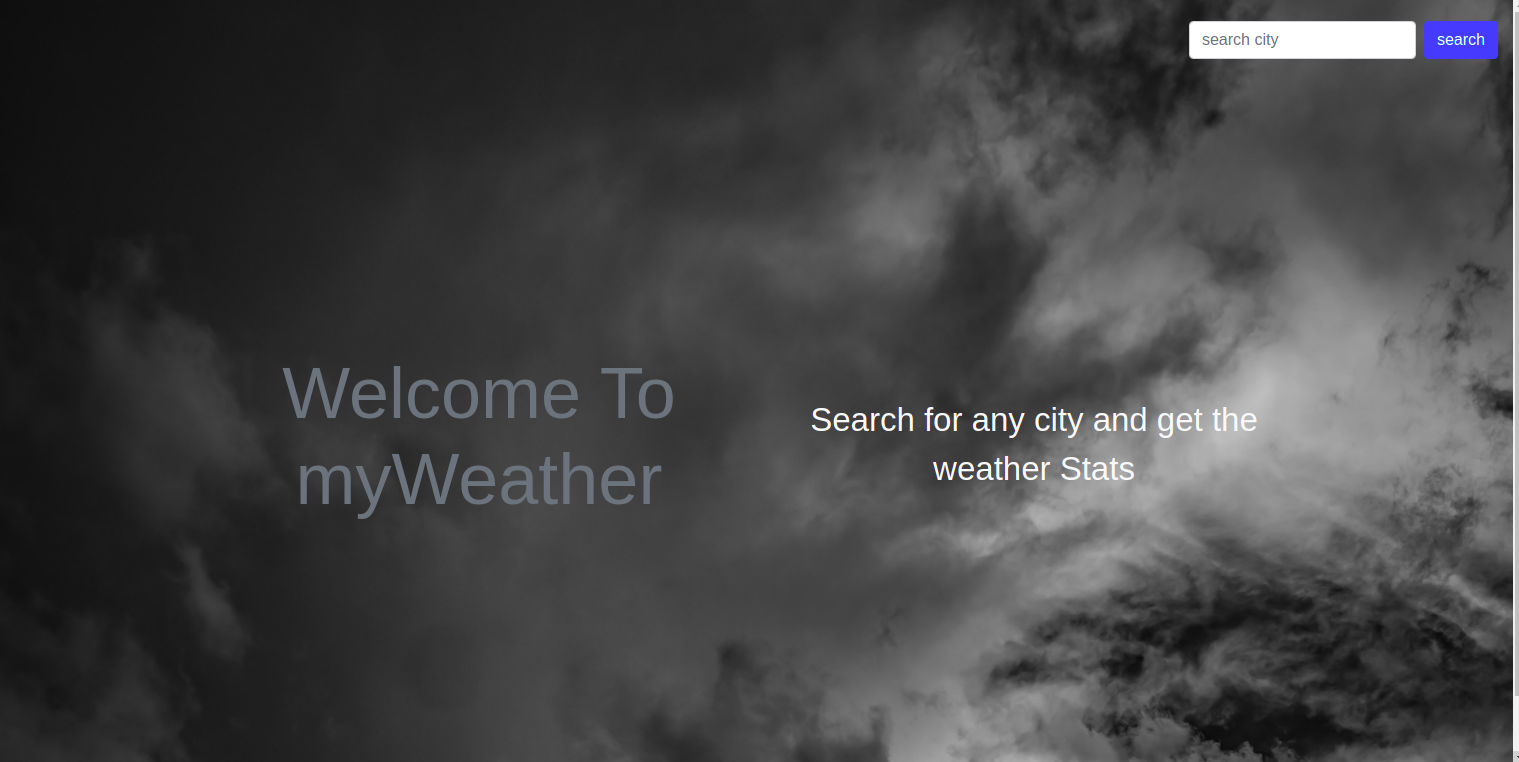 search city
search
Welcome To
myWeather
Search for any city and get the
weather Stats